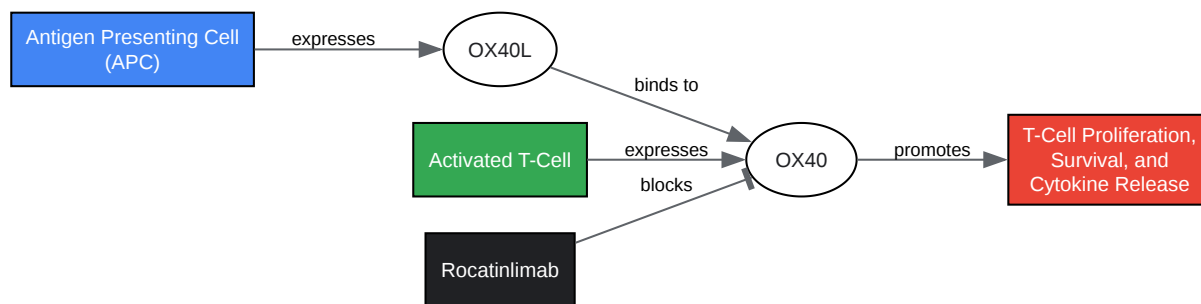 Antigen Presenting Cell
(APC)
expresses
OX40L
binds to
Activated T-Cell
expresses
OX40
promotes
T-Cell Proliferation,
Survival, and
Cytokine Release
blocks
Rocatinlimab